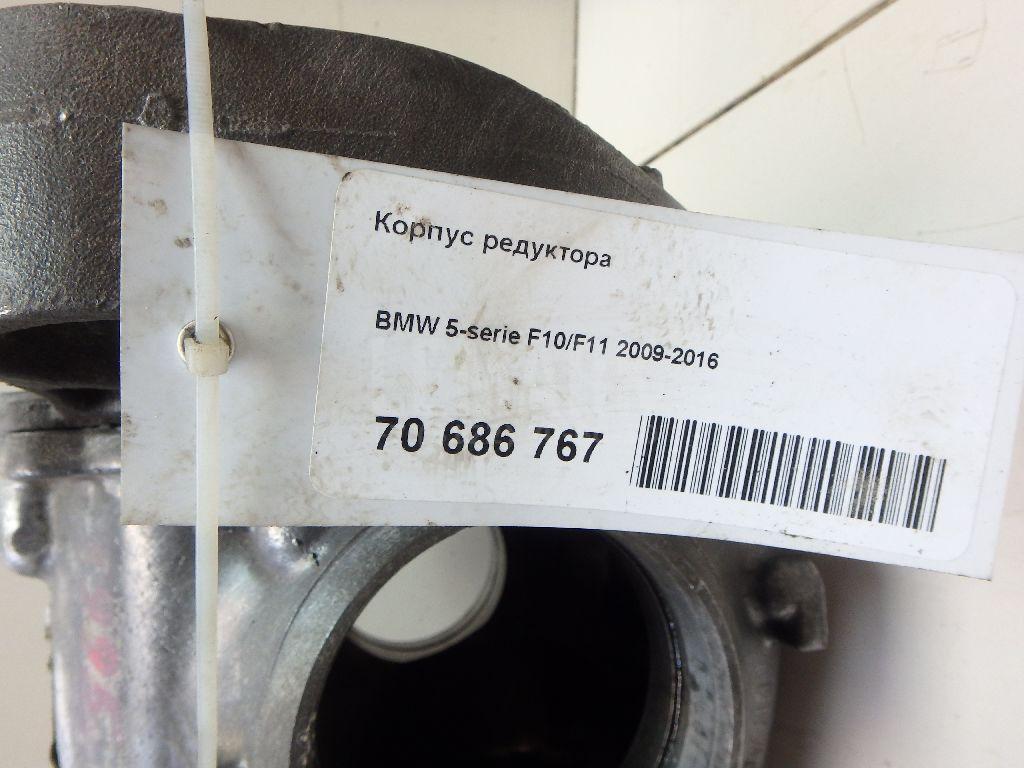 Корпус редуктора
BMW 5-serie F10/F11 2009-2016
70 686 767